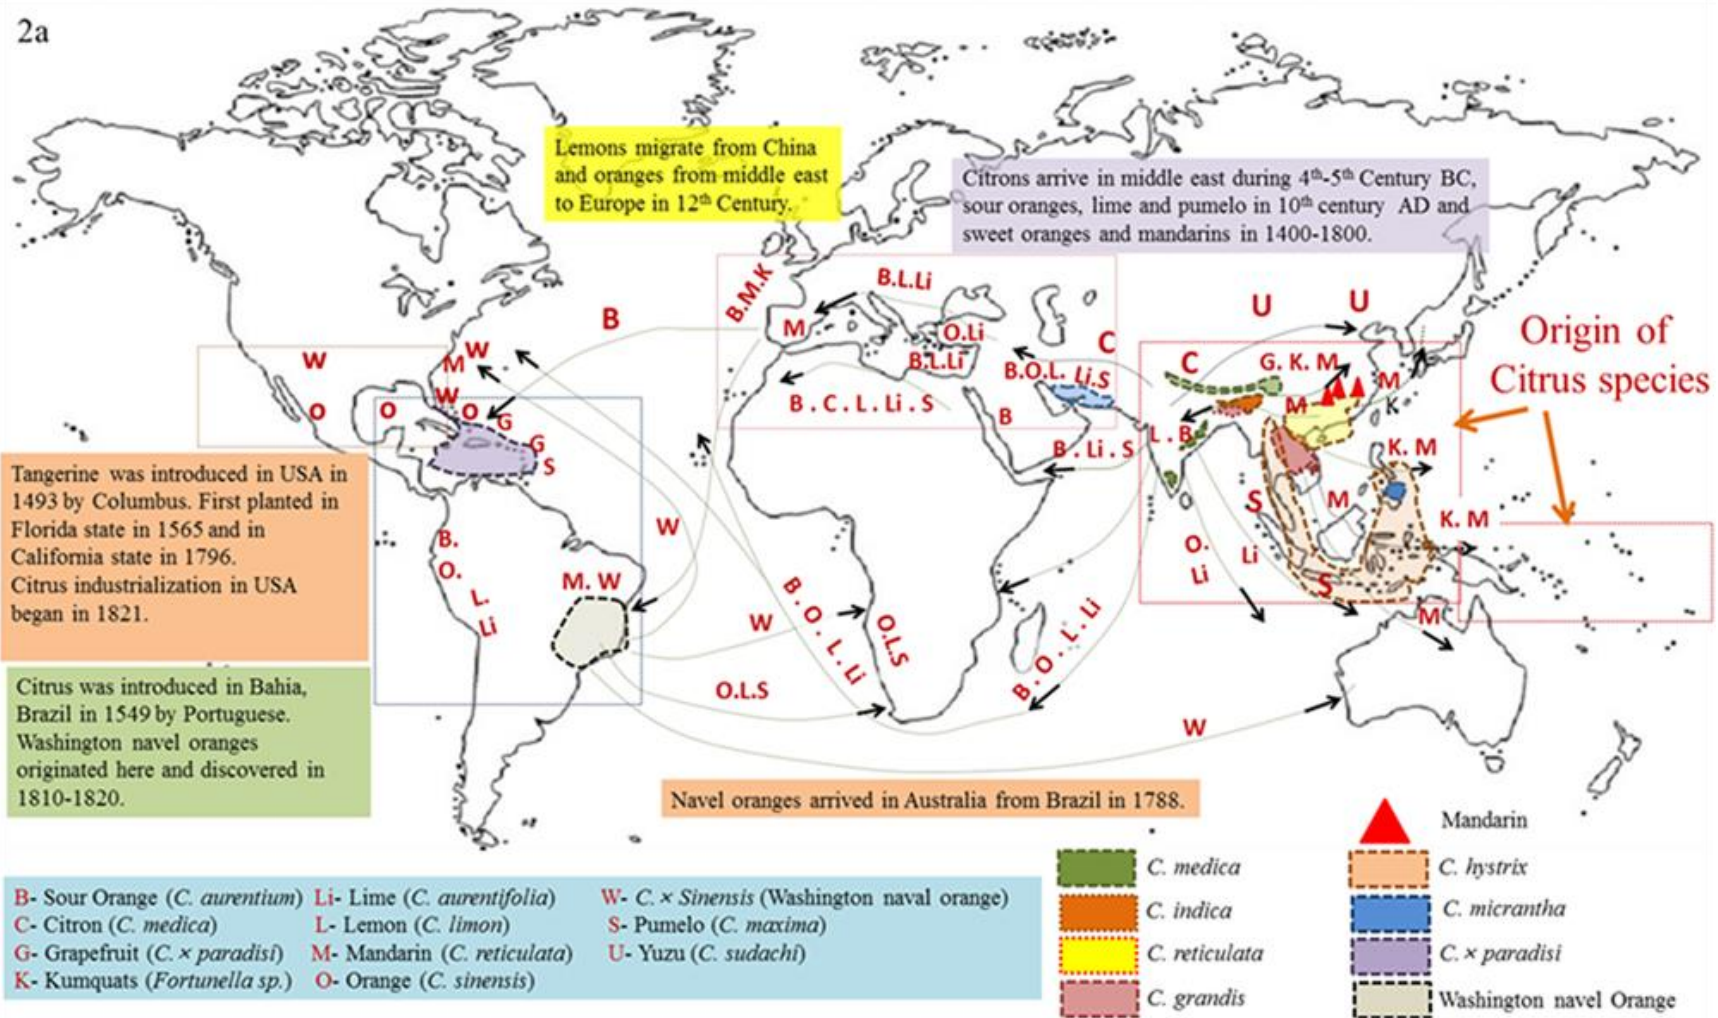 2a
Lemons migrate from China
and oranges from middle east
to Europe in 12th Century.
Citrons arrive in middle east during 4th-5th Century BC,
sour oranges, lime and pumelo in 10th century AD and
sweet oranges and mandarins in 1400-1800.
Origin of
Citrus species
B
B.M.K
B.L.Li
M
O.Li
B.L.Li
C
B.O.L. Li.S
B . C . L . Li . S
B
B . Li . S
U
U
C
G. K. M
M
M
K
L . B
K. M
M
S
K. M
O.
Li
Li
S
M
W
O
O
M
W
W
O
G
G
S
B.
O.
L.
Li
M. W
W
W
B . O . L . Li
O.L.S
O.L.S
B . O . L . Li
W
Tangerine was introduced in USA in
1493 by Columbus. First planted in
Florida state in 1565 and in
California state in 1796.
Citrus industrialization in USA
began in 1821.
Citrus was introduced in Bahia,
Brazil in 1549 by Portuguese.
Washington navel oranges
originated here and discovered in
1810-1820.
Navel oranges arrived in Australia from Brazil in 1788.
B- Sour Orange (C. aurentium) Li- Lime (C. aurentifolia) W- C. × Sinensis (Washington naval orange)
C- Citron (C. medica) L- Lemon (C. limon) S- Pumelo (C. maxima)
G- Grapefruit (C. × paradisi) M- Mandarin (C. reticulata) U- Yuzu (C. sudachi)
K- Kumquats (Fortunella sp.) O- Orange (C. sinensis)
Mandarin
C. medica
C. hystrix
C. indica
C. micrantha
C. reticulata
C. × paradisi
C. grandis
Washington navel Orange